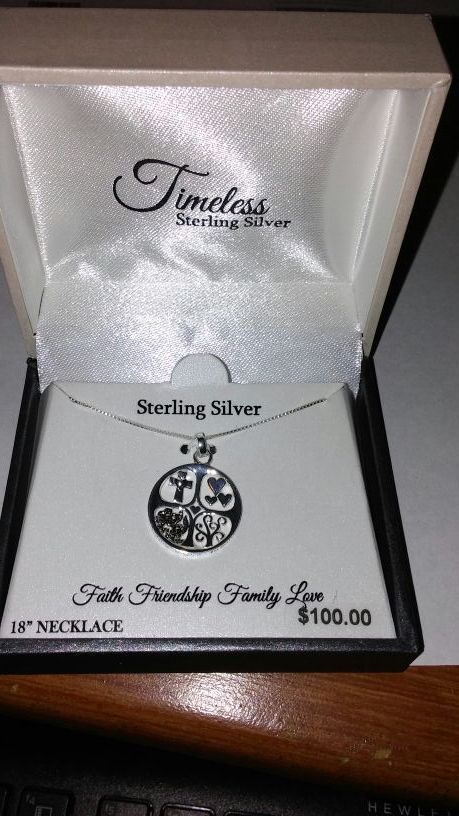 Timeless
Sterling Silver
Sterling Silver
Faith Friendship Family Love
$100.00
18" NECKLACE